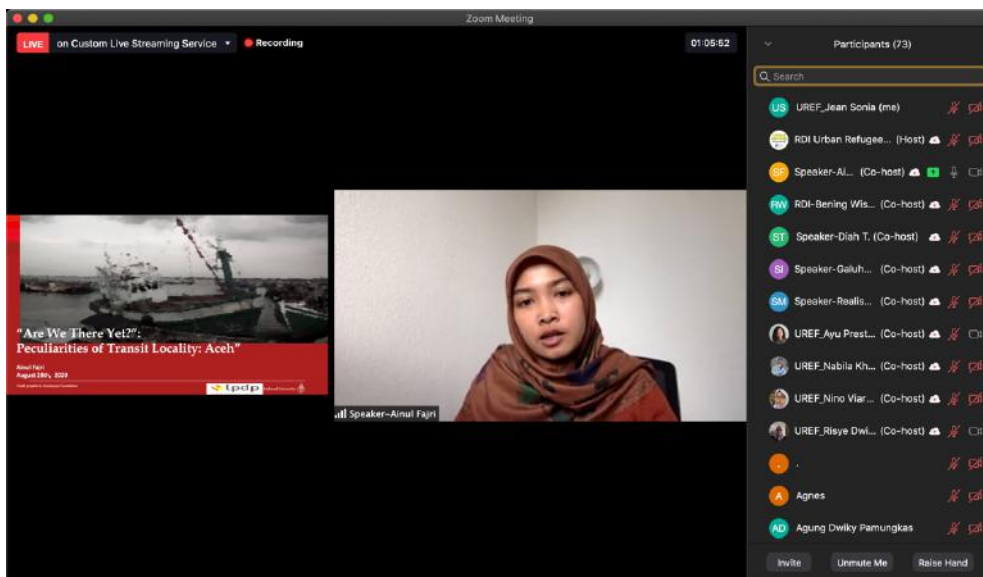 Zoom Meeting
LIVE on Custom Live Streaming Service Recording
01:05:52
"Are We There Yet?":
Peculiarities of Transit Locality: Aceh"
Ainul Fajri
August 28th, 2020
lpdp
Speaker-Ainul Fajri
Participants (73)
Search
US UREF_Jean Sonia (me)
RDI Urban Refugee... (Host)
SF Speaker-Ai... (Co-host)
RW RDI-Bening Wis... (Co-host)
ST Speaker-Diah T. (Co-host)
SI Speaker-Galuh... (Co-host)
SM Speaker-Realis... (Co-host)
UREF_Ayu Prest... (Co-host)
UREF_Nabila Kh... (Co-host)
UREF_Nino Viar... (Co-host)
UREF_Risye Dwi... (Co-host)
. .
A Agnes
AD Agung Dwiky Pamungkas
Invite Unmute Me Raise Hand